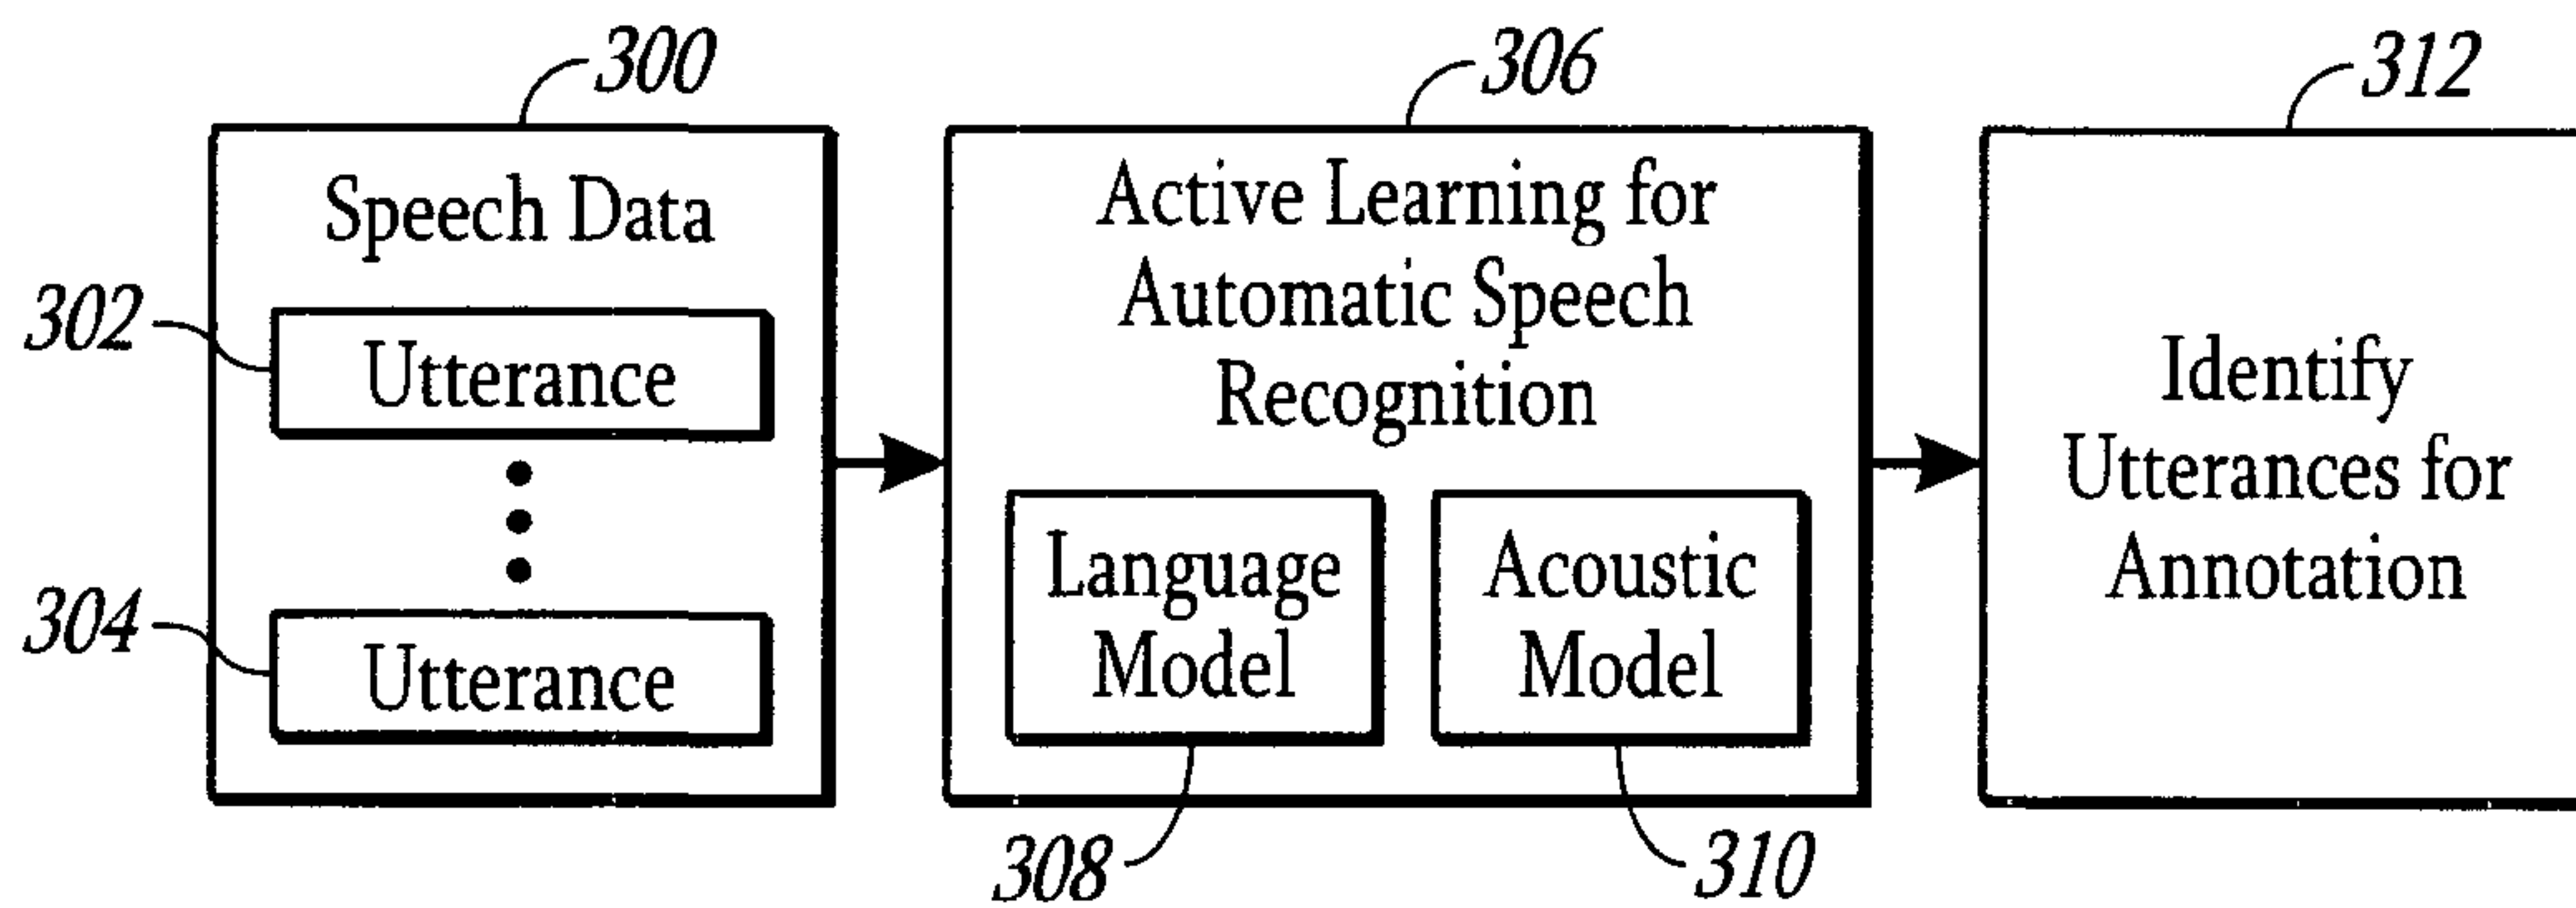 300
306
312
Speech Data
302
Utterance
304
Utterance
Active Learning for
Automatic Speech
Recognition
Language
Model
Acoustic
Model
308
310
Identify
Utterances for
Annotation